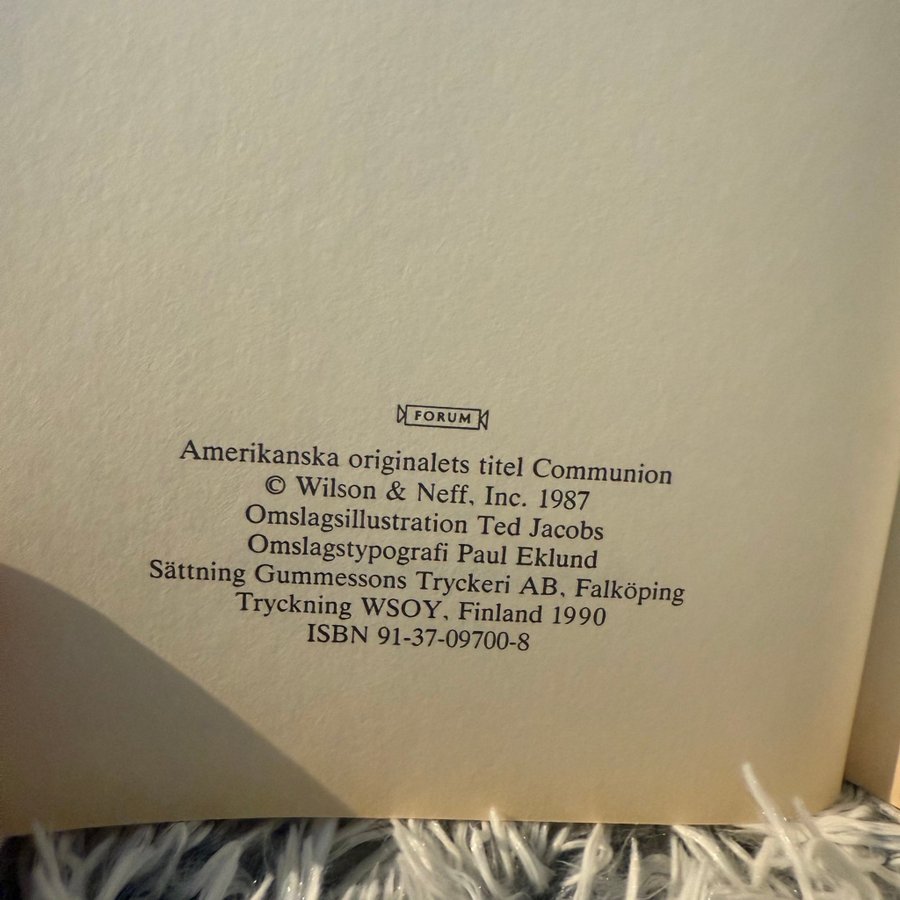 FORUM
Amerikanska originalets titel Communion
© Wilson & Neff, Inc. 1987
Omslagsillustration Ted Jacobs
Omslagstypografi Paul Eklund
Sättning Gummessons Tryckeri AB, Falköping
Tryckning WSOY, Finland 1990
ISBN 91-37-09700-8